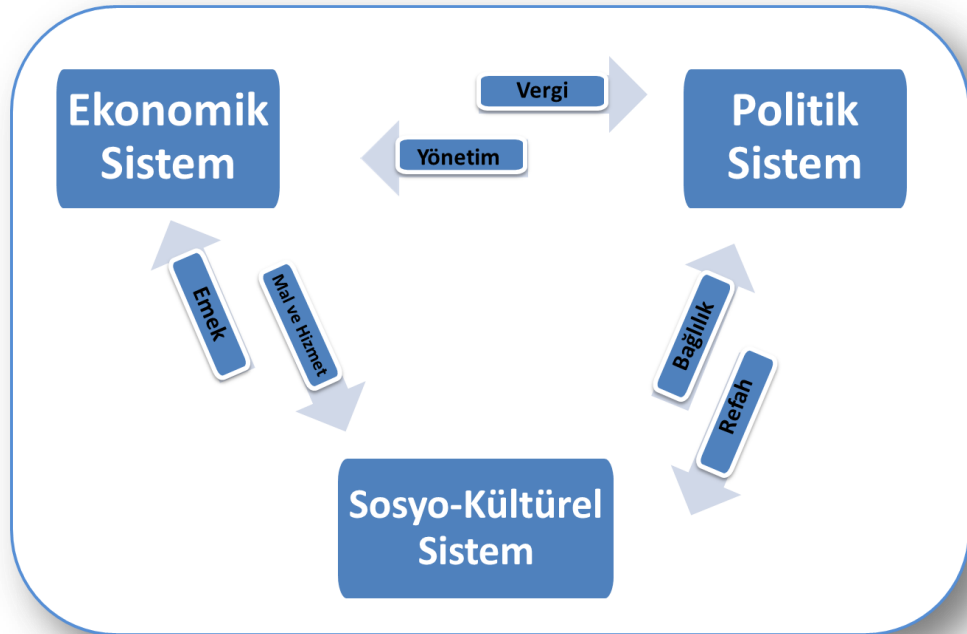 Ekonomik
Sistem
Vergi
Yönetim
Politik
Sistem
Emek
Mal ve Hizmet
Bağlılık
Refah
Sosyo-Kültürel
Sistem